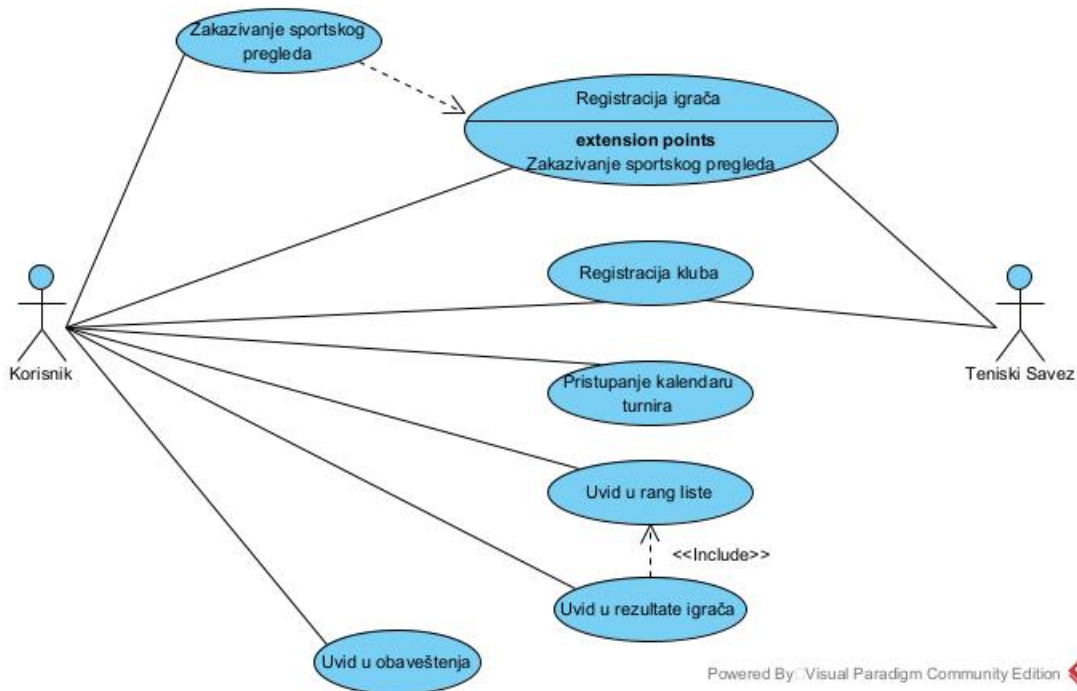 Zakazivanje sportskog
pregleda
Registracija igrača
extension points
Zakazivanje sportskog pregleda
Registracija kluba
Korisnik
Teniski Savez
Pristupanje kalendaru
turnira
Uvid u rang liste
<<Include>>
Uvid u rezultate igrača
Uvid u obaveštenja
Powered By Visual Paradigm Community Edition